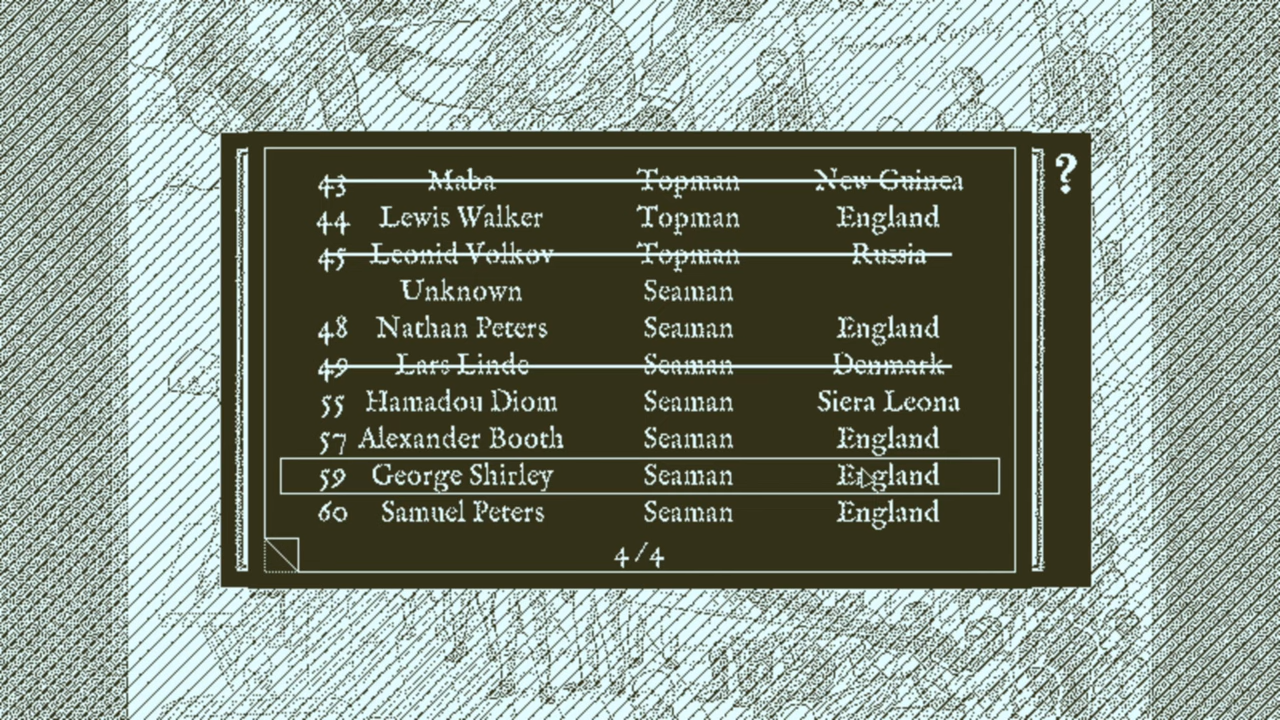 ?
43 Maba Topman New Guinea
44 Lewis Walker Topman England
45 Leonid Volkov Topman Russia
Unknown Seaman
48 Nathan Peters Seaman England
49 Lars Linde Seaman Denmark
55 Hamadou Diom Seaman Siera Leona
57 Alexander Booth Seaman England
59 George Shirley Seaman England
60 Samuel Peters Seaman England
4/4